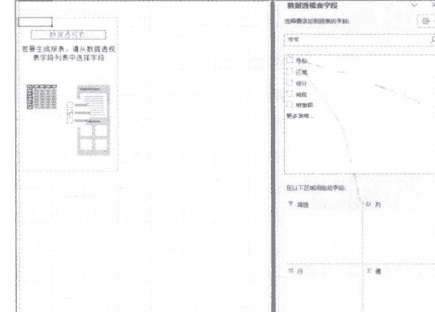 数据透视表
若要生成报表，请从数据透视
表字段列表中选择字段
数据透视表字段
选择要添加到报表的字段:
搜索
区域
更多表格...
在以下区域间拖动字段:
筛选
列
行
值